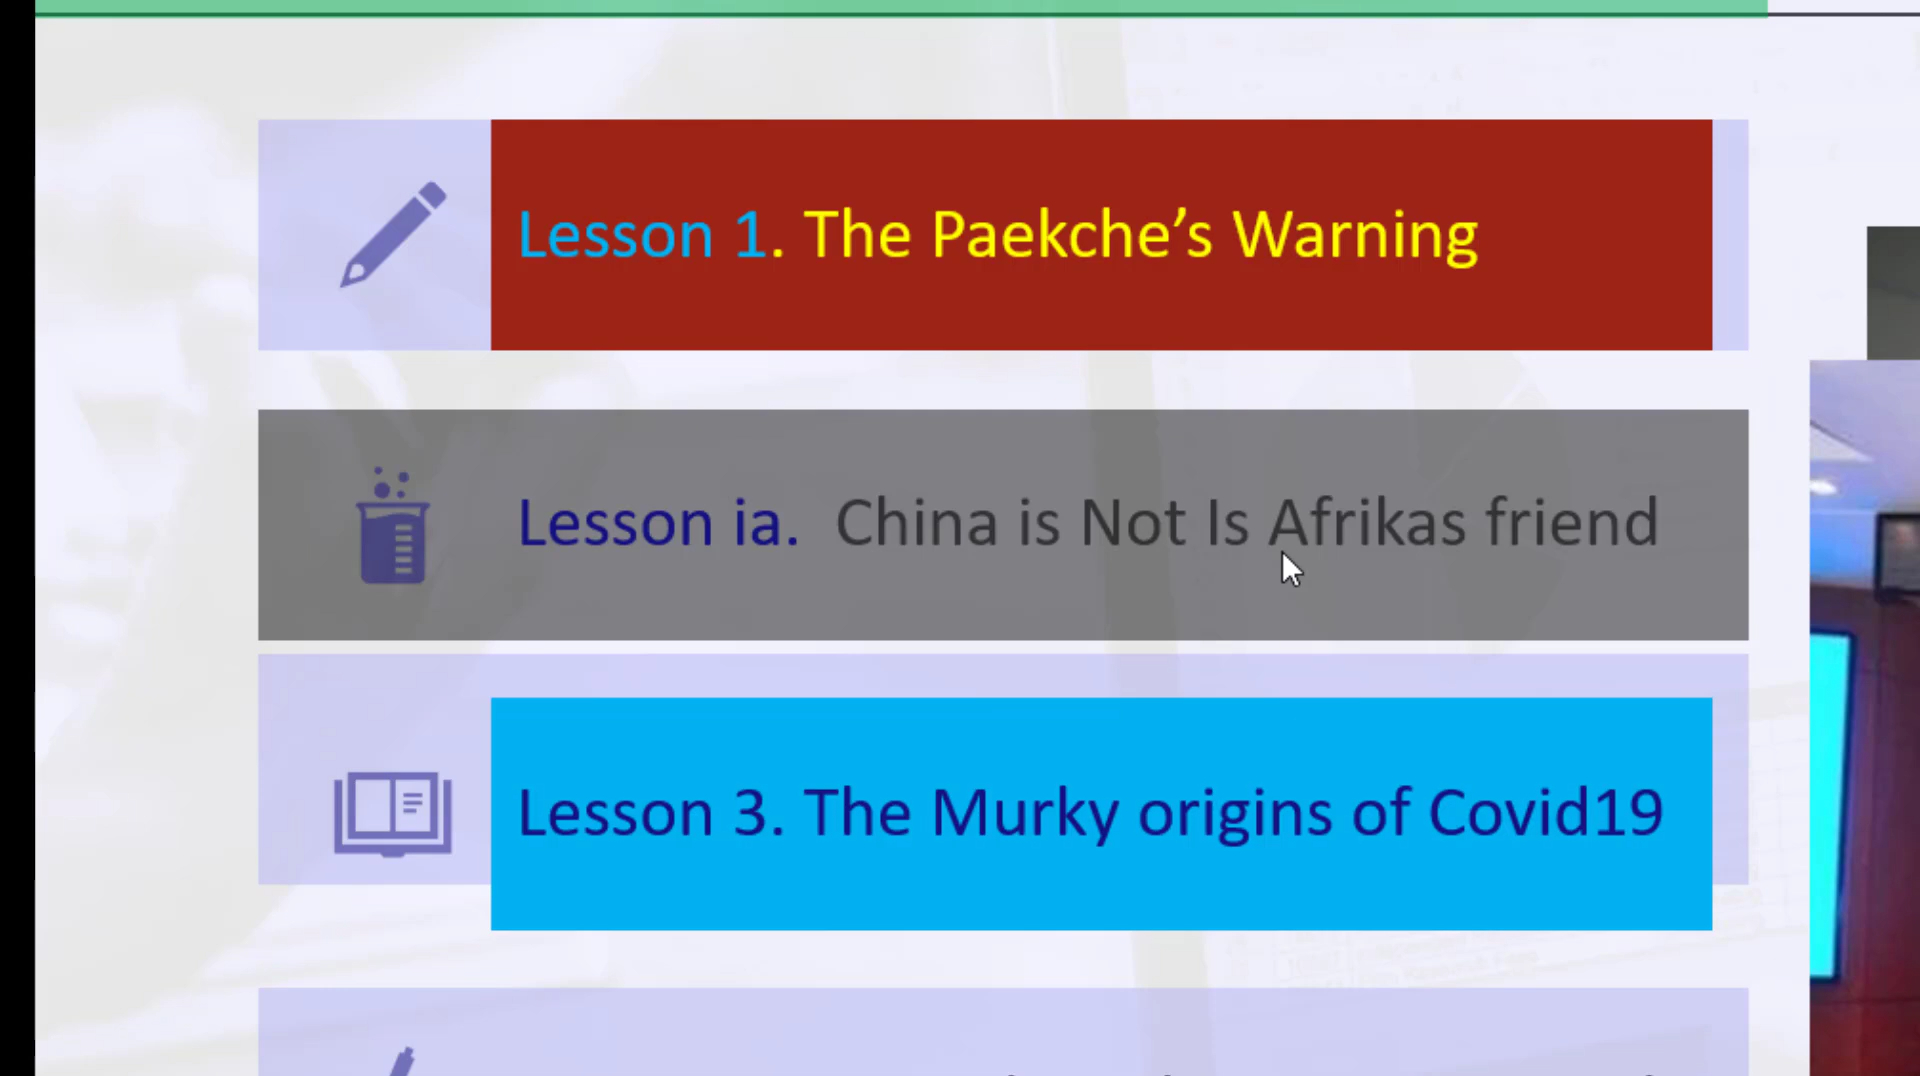 Lesson 1. The Paekche’s Warning
Lesson ia. China is Not Is Afrikas friend
Lesson 3. The Murky origins of Covid19